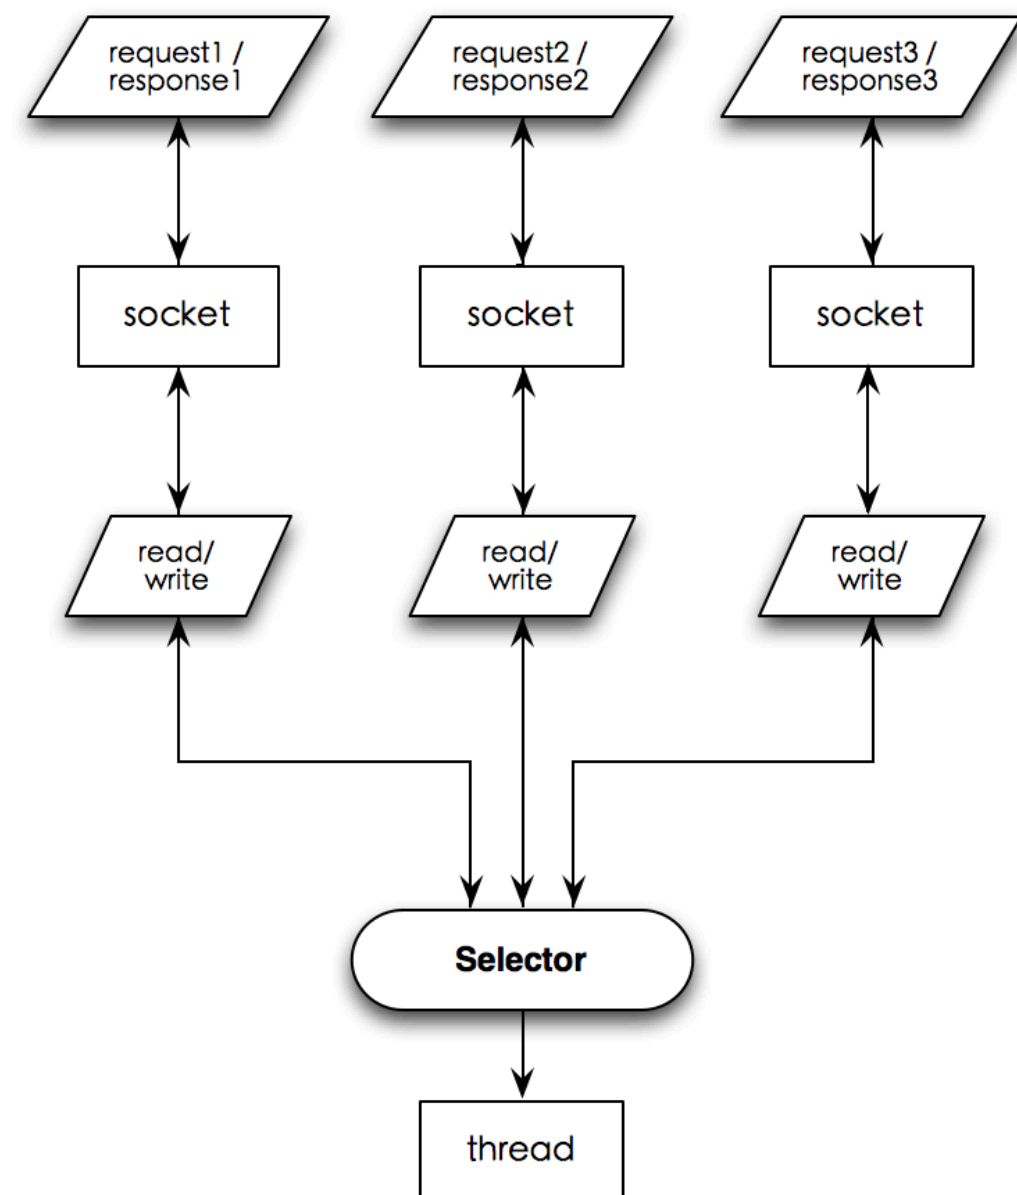 request1 /
response1
request2 /
response2
request3 /
response3
socket
socket
socket
read/
write
read/
write
read/
write
Selector
thread